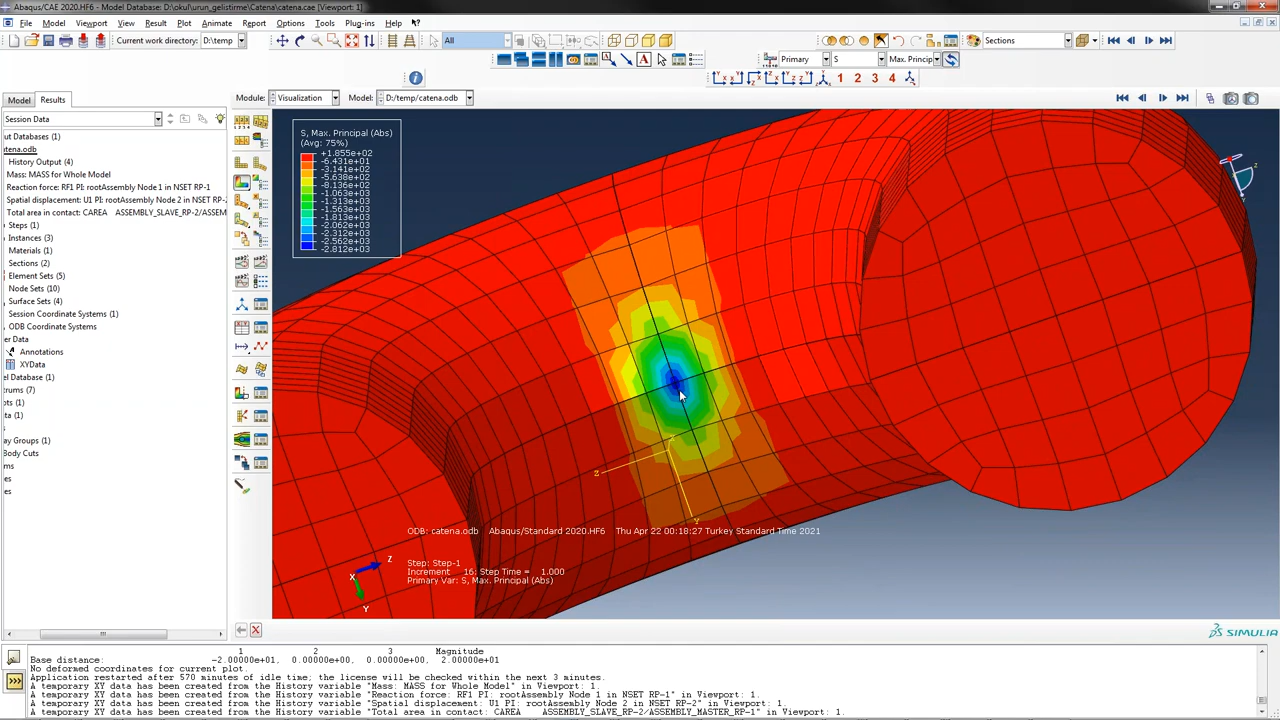 Abaqus/CAE 2020.HF6 - Model Database: D:\okul\urun_gelistirme\Catena\catena.cae [Viewport: 1]
File Model Viewport View Result Plot Animate Report Options Tools Plug-ins Help
Current work directory: D:\temp All Sections
Primary S Max. Princip
1 2 3 4
Module: Visualization Model: D:/temp/catena.odb
Model Results
Session Data
ut Databases (1)
tena.odb
History Output (4)
Mass: MASS for Whole Model
Reaction force: RF1 PI: rootAssembly Node 1 in NSET RP-1
Spatial displacement: U1 PI: rootAssembly Node 2 in NSET RP-2
Total area in contact: CAREA ASSEMBLY_SLAVE_RP-2/ASSEM
Steps (1)
Instances (3)
Materials (1)
Sections (2)
Element Sets (5)
Node Sets (10)
Surface Sets (4)
Session Coordinate Systems (1)
ODB Coordinate Systems
er Data
Annotations
XYData
el Database (1)
rums (7)
ots (1)
ta (1)
y Groups (1)
ody Cuts
ms
es
es
S, Max. Principal (Abs)
(Avg: 75%)
+1.855e+02
-6.431e+01
-3.141e+02
-5.638e+02
-8.136e+02
-1.063e+03
-1.313e+03
-1.563e+03
-1.813e+03
-2.062e+03
-2.312e+03
-2.562e+03
-2.812e+03
Z
Y
ODB: catena.odb Abaqus/Standard 2020.HF6 Thu Apr 22 00:18:27 Turkey Standard Time 2021
Step: Step-1
Increment 16: Step Time = 1.000
Primary Var: S, Max. Principal (Abs)
Z
X
Y
SIMULIA
1 2 3 Magnitude
Base distance: -2.00000e+01, 0.00000e+00, 0.00000e+00, 2.00000e+01
No deformed coordinates for current plot.
Application restarted after 570 minutes of idle time; the license will be checked within the next 3 minutes.
A temporary XY data has been created from the History variable "Mass: MASS for Whole Model" in Viewport: 1.
A temporary XY data has been created from the History variable "Reaction force: RF1 PI: rootAssembly Node 1 in NSET RP-1" in Viewport: 1.
A temporary XY data has been created from the History variable "Spatial displacement: U1 PI: rootAssembly Node 2 in NSET RP-2" in Viewport: 1.
A temporary XY data has been created from the History variable "Total area in contact: CAREA ASSEMBLY_SLAVE_RP-2/ASSEMBLY_MASTER_RP-1" in Viewport: 1.